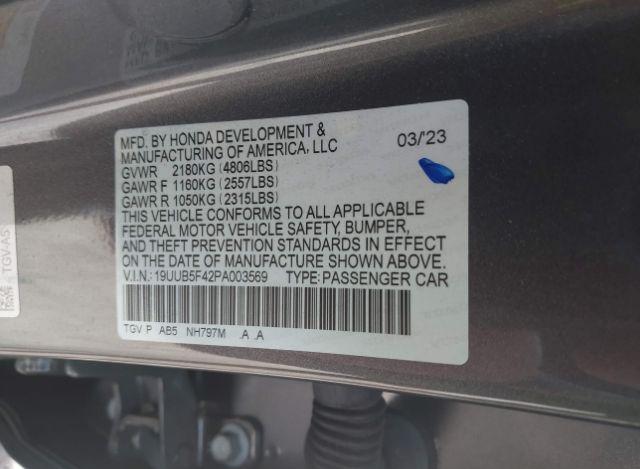 MFD. BY HONDA DEVELOPMENT & MANUFACTURING OF AMERICA, LLC 03/'23
GVWR 2180KG (4806LBS)
GAWR F 1160KG (2557LBS)
GAWR R 1050KG (2315LBS)
THIS VEHICLE CONFORMS TO ALL APPLICABLE
FEDERAL MOTOR VEHICLE SAFETY, BUMPER,
AND THEFT PREVENTION STANDARDS IN EFFECT
ON THE DATE OF MANUFACTURE SHOWN ABOVE.
V.I.N.: 19UUB5F42PA003569 TYPE: PASSENGER CAR
TGV P AB5 NH797M .A .A
TGV-A5